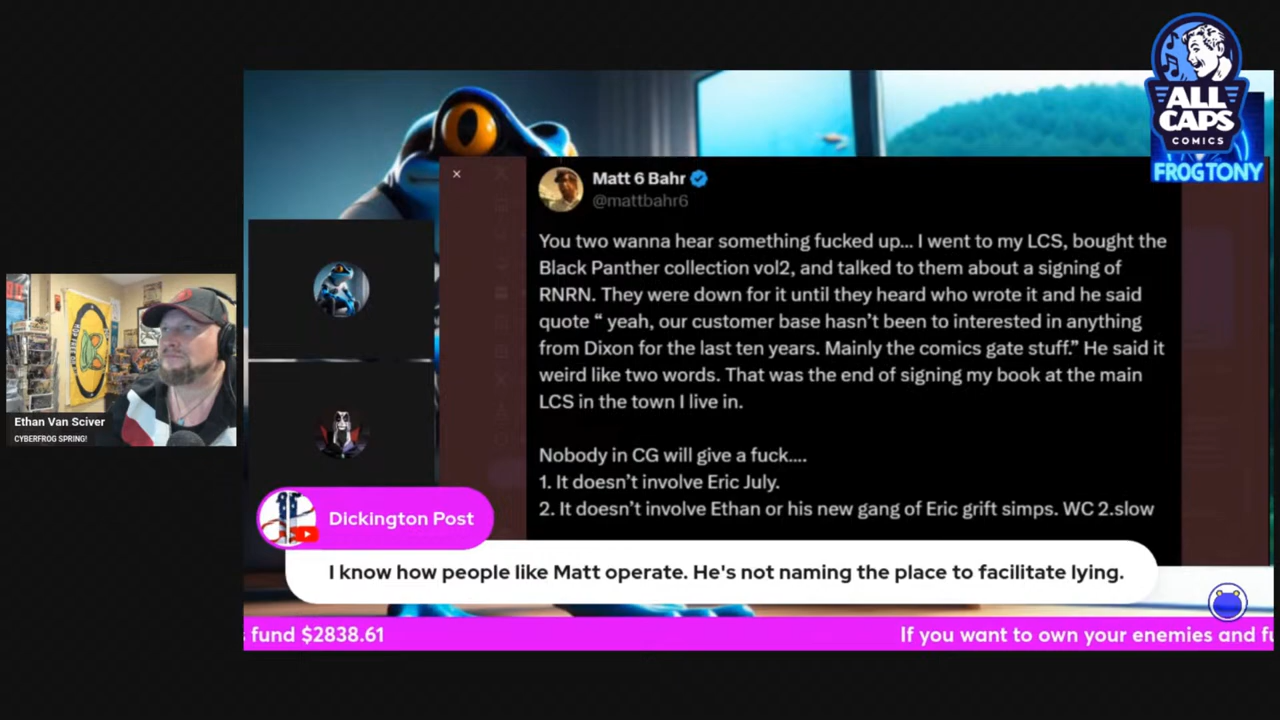 ALL
CAPS
COMICS
FROGTONY
×
Matt 6 Bahr
@mattbahr6
You two wanna hear something fucked up... I went to my LCS, bought the
Black Panther collection vol2, and talked to them about a signing of
RNRN. They were down for it until they heard who wrote it and he said
quote “ yeah, our customer base hasn’t been to interested in anything
from Dixon for the last ten years. Mainly the comics gate stuff.” He said it
weird like two words. That was the end of signing my book at the main
LCS in the town I live in.
Nobody in CG will give a fuck....
1. It doesn’t involve Eric July.
2. It doesn’t involve Ethan or his new gang of Eric grift simps. WC 2.slow
Ethan Van Sciver
CYBERFROG SPRING!
Dickington Post
I know how people like Matt operate. He's not naming the place to facilitate lying.
fund $2838.61
If you want to own your enemies and